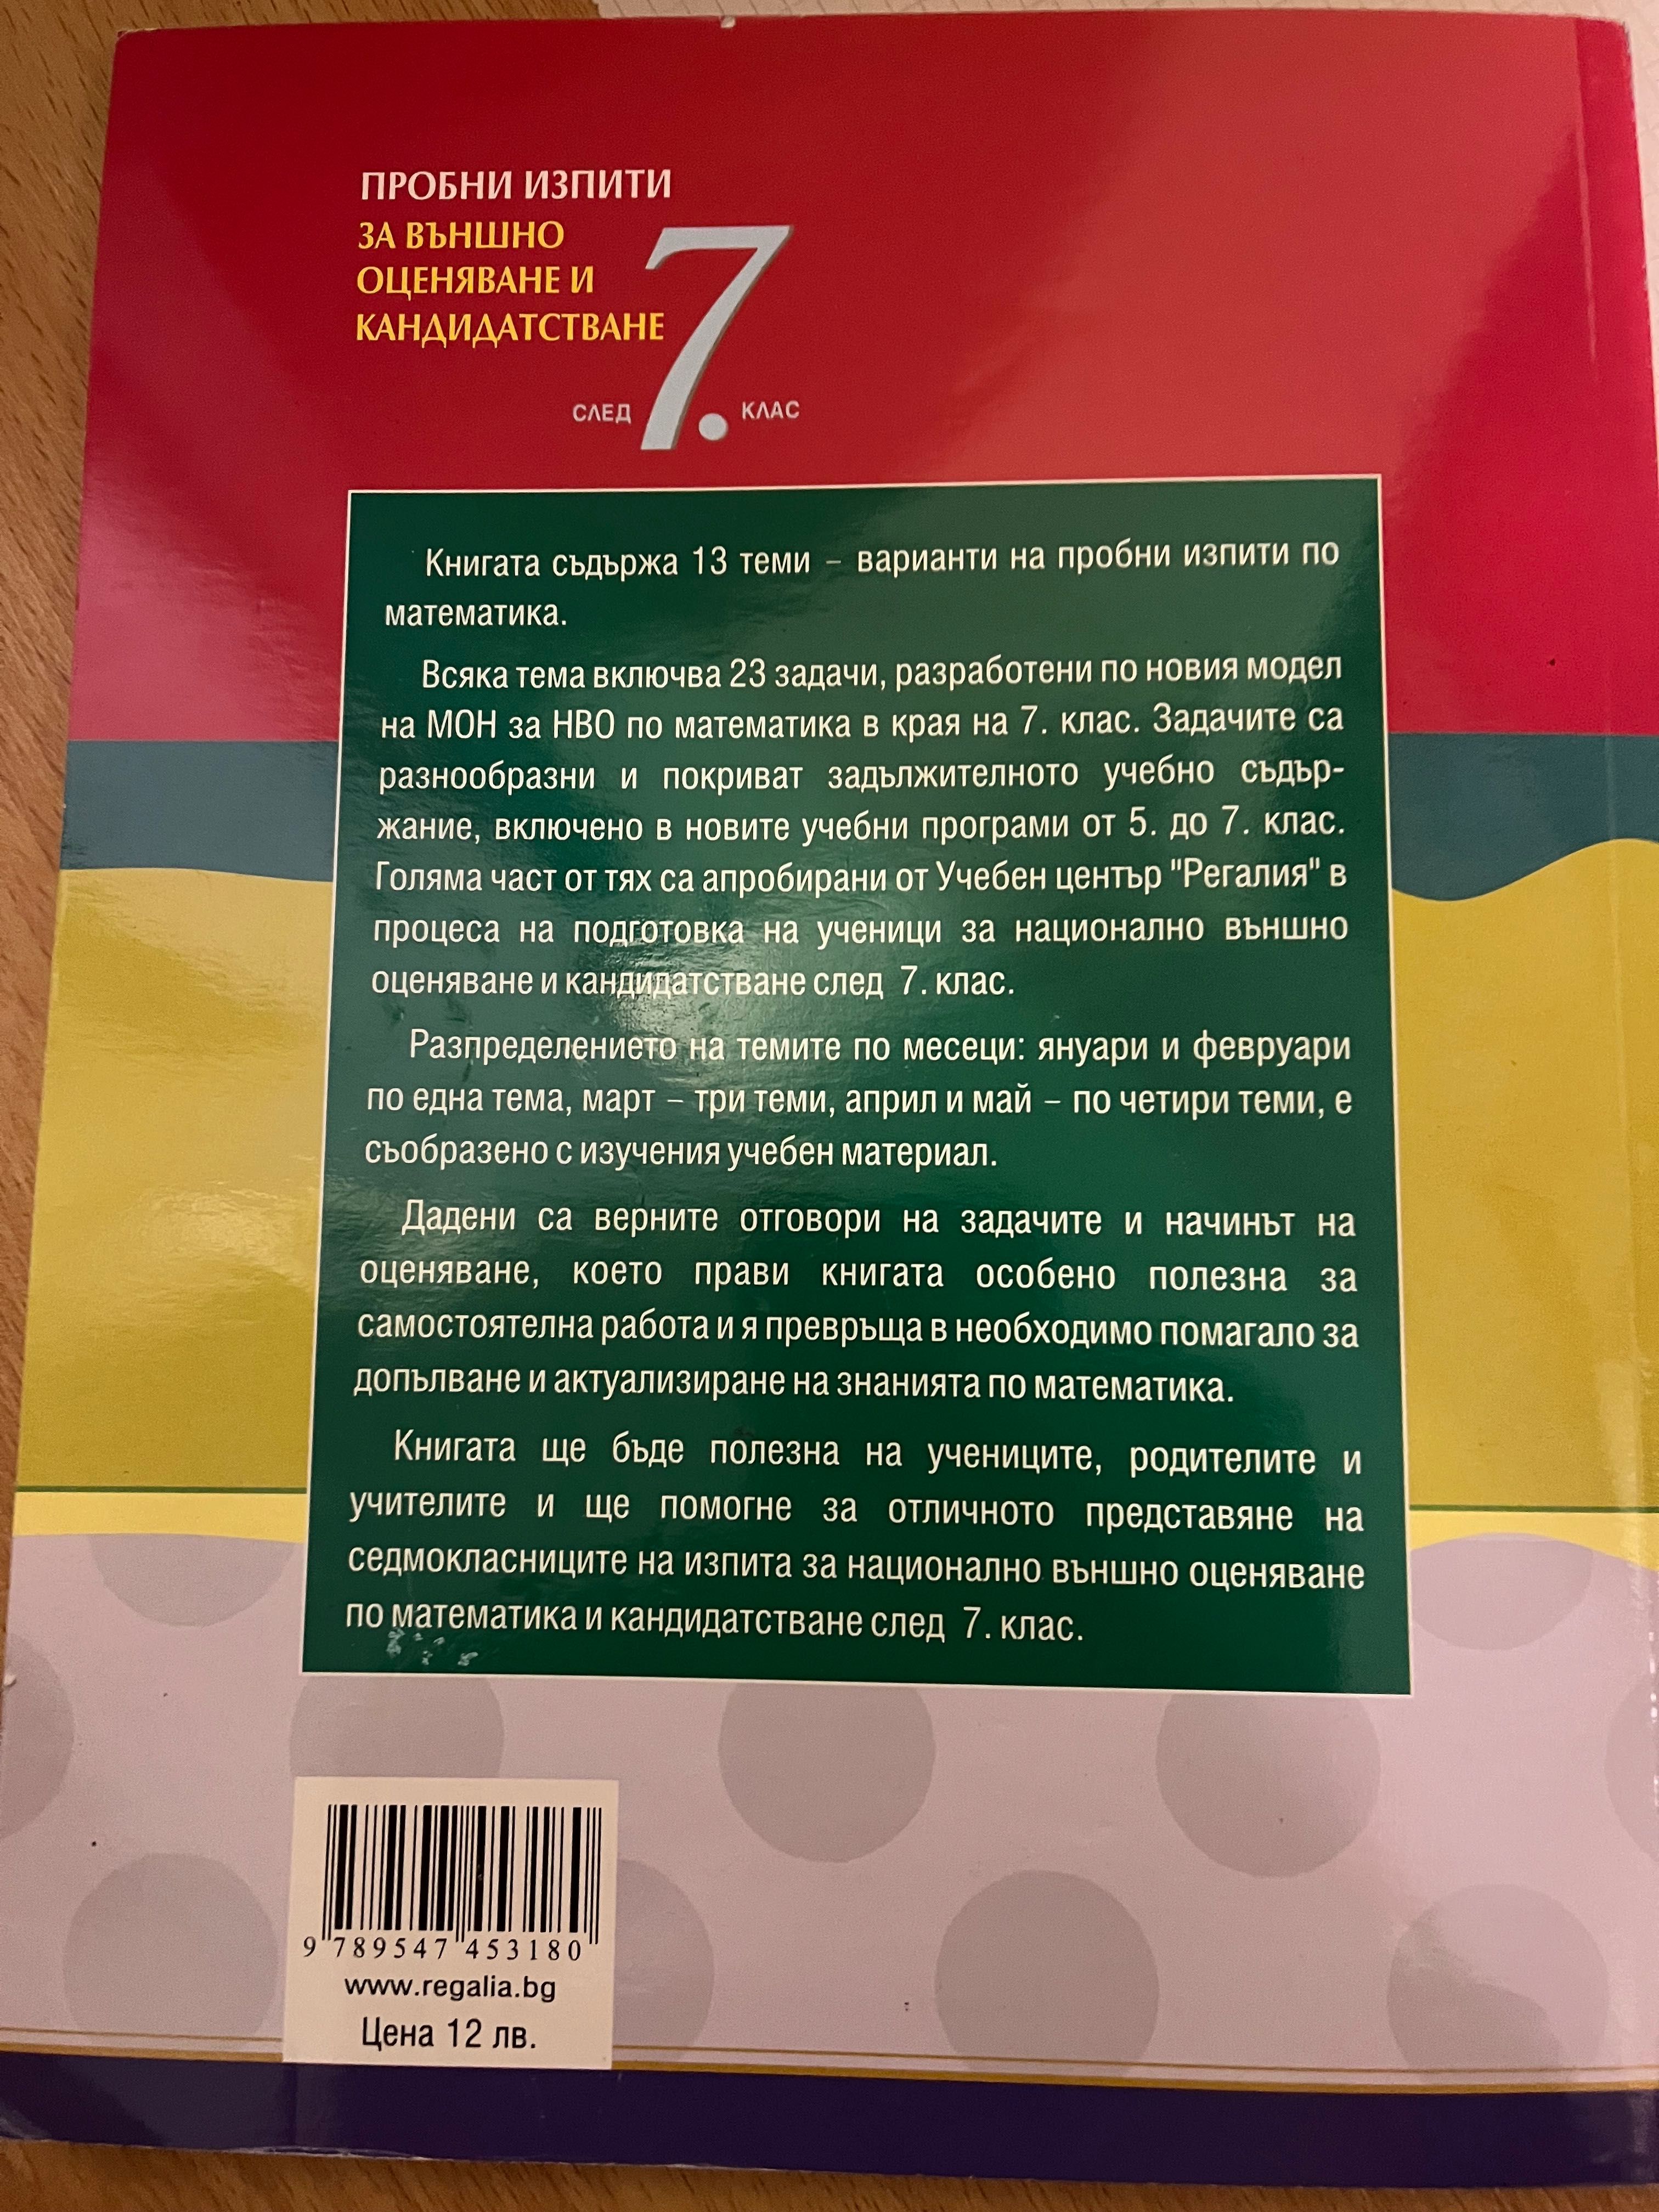 ПРОБНИ ИЗПИТИ
ЗА ВЪНШНО
ОЦЕНЯВАНЕ И
КАНДИДАТСТВАНЕ
СЛЕД 7. КЛАС
Книгата съдържа 13 теми – варианти на пробни изпити по
математика.
Всяка тема включва 23 задачи, разработени по новия модел
на МОН за НВО по математика в края на 7. клас. Задачите са
разнообразни и покриват задължителното учебно съдър-
жание, включено в новите учебни програми от 5. до 7. клас.
Голяма част от тях са апробирани от Учебен център "Регалия" в
процеса на подготовка на ученици за национално външно
оценяване и кандидатстване след 7. клас.
Разпределението на темите по месеци: януари и февруари
по една тема, март – три теми, април и май – по четири теми, е
съобразено с изучения учебен материал.
Дадени са верните отговори на задачите и начинът на
оценяване, което прави книгата особено полезна за
самостоятелна работа и я превръща в необходимо помагало за
допълване и актуализиране на знанията по математика.
Книгата ще бъде полезна на учениците, родителите и
учителите и ще помогне за отличното представяне на
седмокласниците на изпита за национално външно оценяване
по математика и кандидатстване след 7. клас.
9 789547 453180
www.regalia.bg
Цена 12 лв.